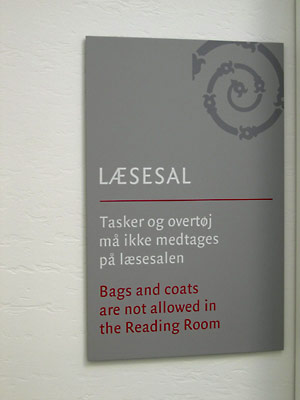 LÆSESAL
Tasker og overtøj
må ikke medtages
på læsesalen
Bags and coats
are not allowed in
the Reading Room